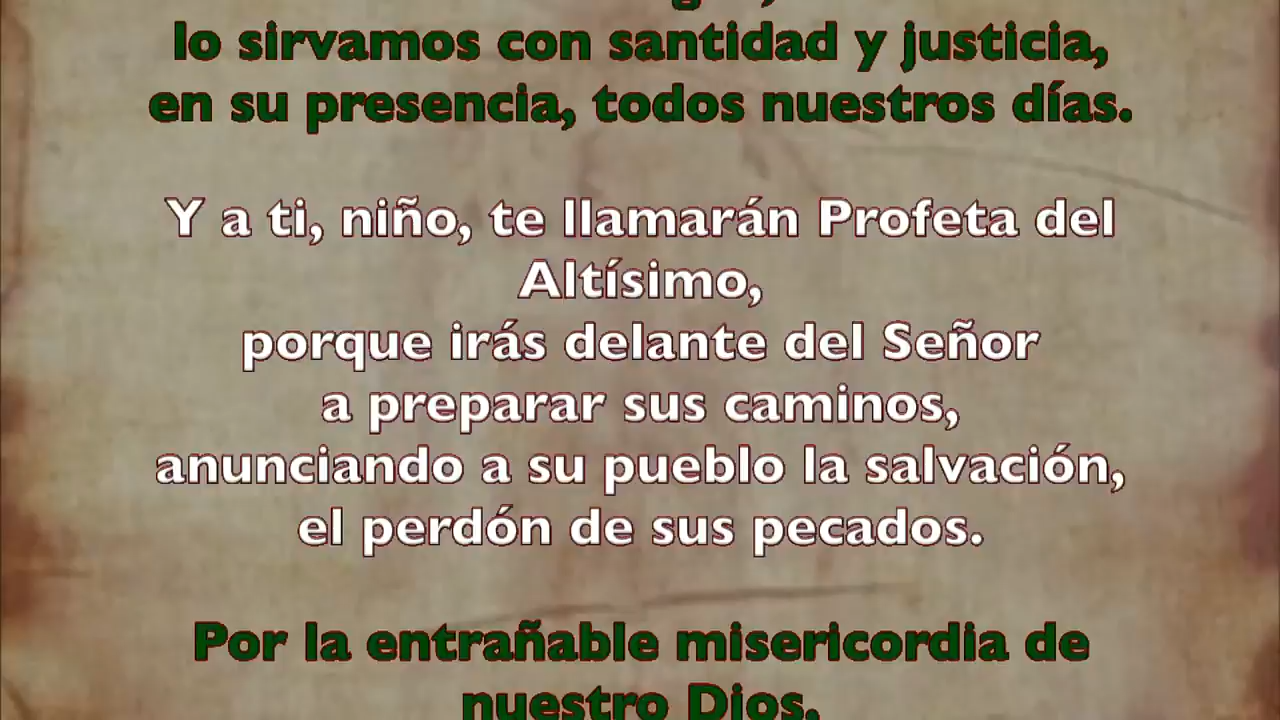 lo sirvamos con santidad y justicia,
en su presencia, todos nuestros días.
Y a ti, niño, te llamarán Profeta del
Altísimo,
porque irás delante del Señor
a preparar sus caminos,
anunciando a su pueblo la salvación,
el perdón de sus pecados.
Por la entrañable misericordia de
nuestro Dios,